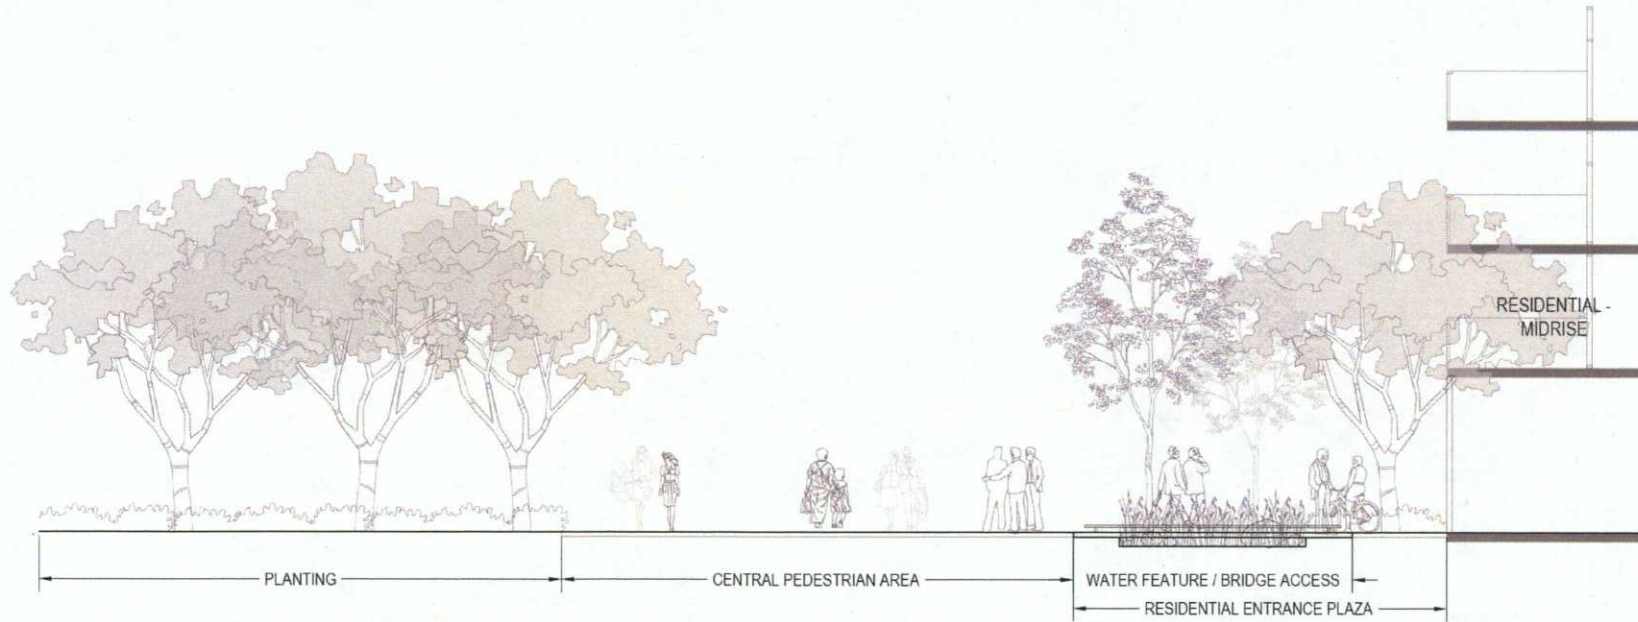 RESIDENTIAL -
MIDRISE
PLANTING
CENTRAL PEDESTRIAN AREA
WATER FEATURE / BRIDGE ACCESS
RESIDENTIAL ENTRANCE PLAZA